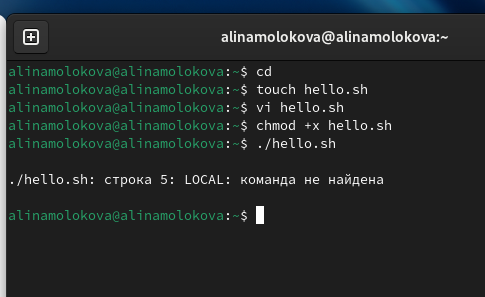 alinamolokova@alinamolokova:~
alinamolokova@alinamolokova:~$ cd
alinamolokova@alinamolokova:~$ touch hello.sh
alinamolokova@alinamolokova:~$ vi hello.sh
alinamolokova@alinamolokova:~$ chmod +x hello.sh
alinamolokova@alinamolokova:~$ ./hello.sh
./hello.sh: строка 5: LOCAL: команда не найдена
alinamolokova@alinamolokova:~$